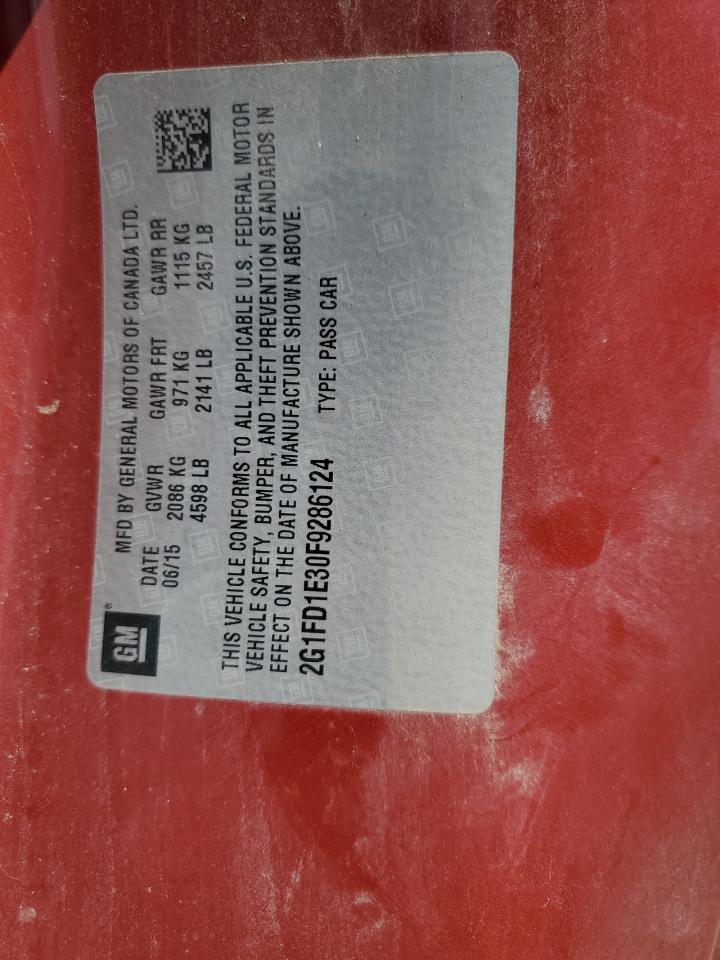 GM®
MFD BY GENERAL MOTORS OF CANADA LTD.
DATE GVWR GAWR FRT GAWR RR
06/15 2086 KG 971 KG 1115 KG
4598 LB 2141 LB 2457 LB
THIS VEHICLE CONFORMS TO ALL APPLICABLE U.S. FEDERAL MOTOR
VEHICLE SAFETY, BUMPER, AND THEFT PREVENTION STANDARDS IN
EFFECT ON THE DATE OF MANUFACTURE SHOWN ABOVE.
2G1FD1E30F9286124 TYPE: PASS CAR